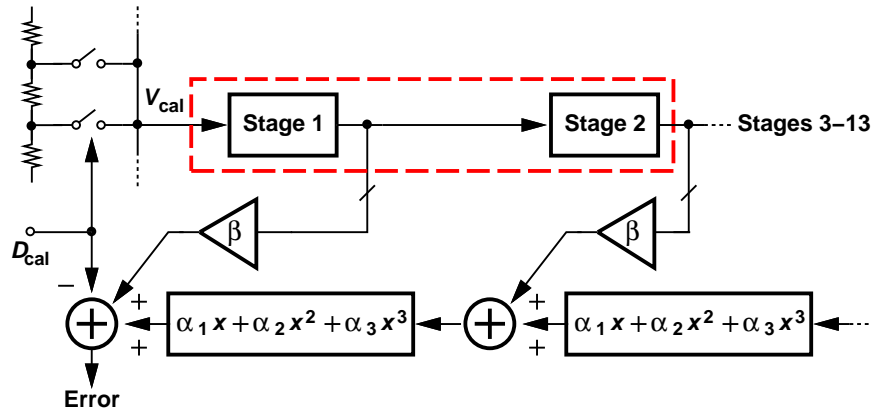 V_cal
Stage 1
Stage 2
Stages 3–13
β
β
D_cal
−
+
+
+
α₁x + α₂x² + α₃x³
+
+
+
α₁x + α₂x² + α₃x³
Error